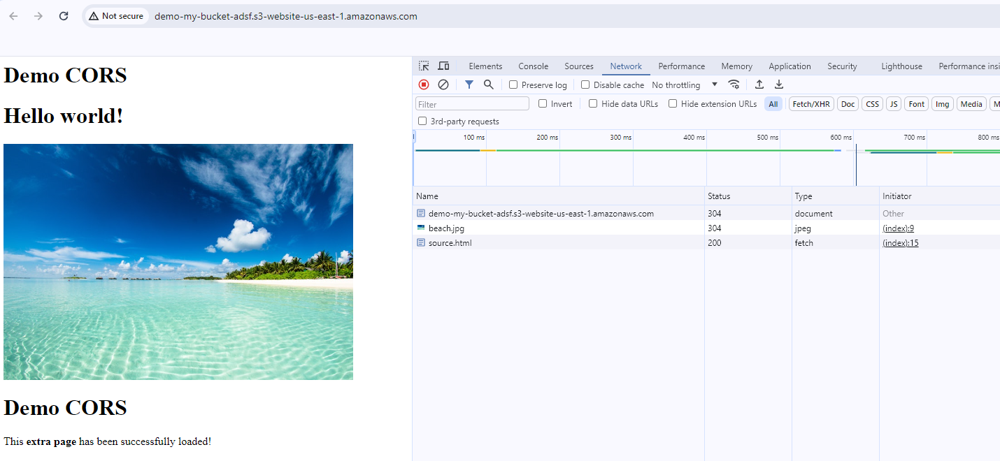 Not secure demo-my-bucket-adsf.s3-website-us-east-1.amazonaws.com
Demo CORS
Hello world!
Demo CORS
This extra page has been successfully loaded!
Elements Console Sources Network Performance Memory Application Security Lighthouse Performance insi
Preserve log Disable cache No throttling
Filter Invert Hide data URLs Hide extension URLs All Fetch/XHR Doc CSS JS Font Img Media M
3rd-party requests
100 ms 200 ms 300 ms 400 ms 500 ms 600 ms 700 ms 800 ms
Name Status Type Initiator
demo-my-bucket-adsf.s3-website-us-east-1.amazonaws.com 304 document Other
beach.jpg 304 jpeg (index):9
source.html 200 fetch (index):15